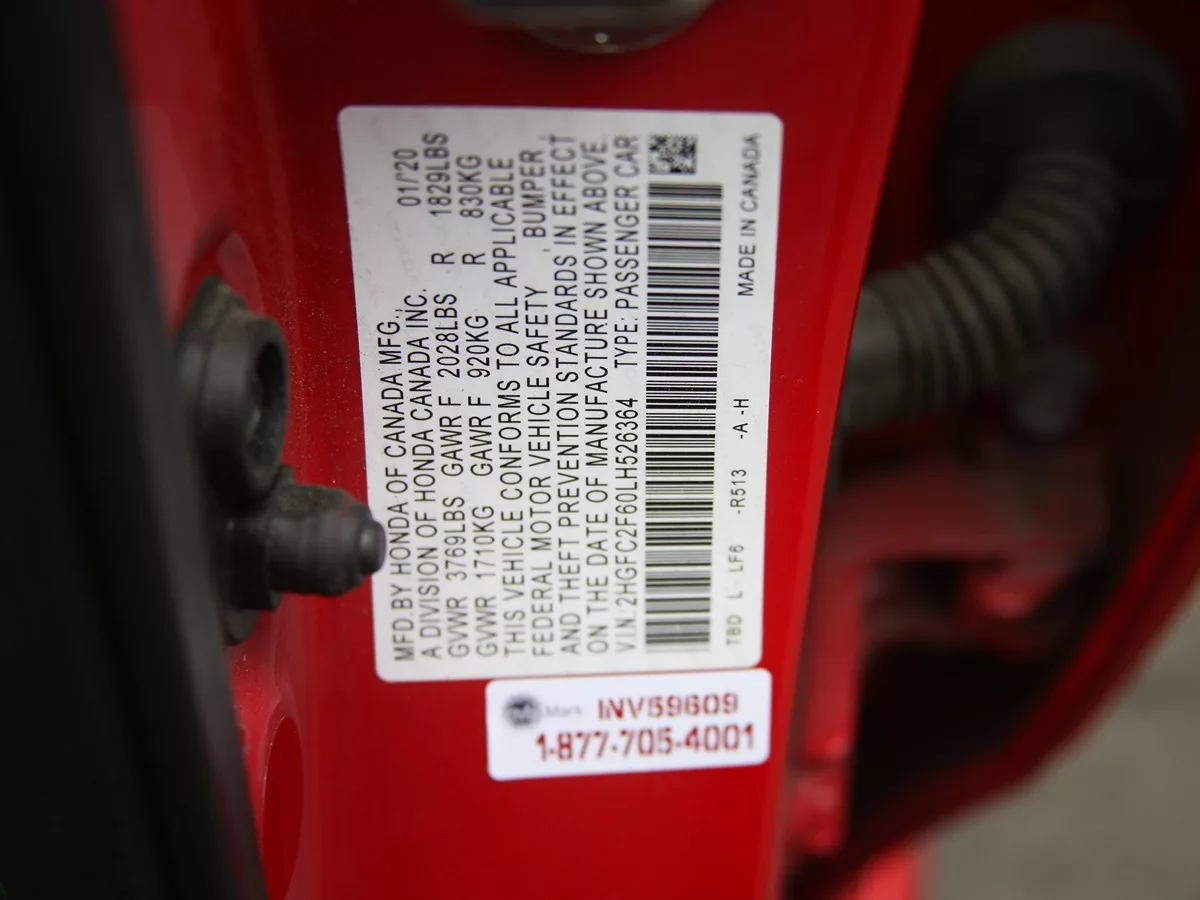 MFD.BY HONDA OF CANADA MFG., 01/'20
A DIVISION OF HONDA CANADA INC.
GVWR 3769LBS GAWR F 2028LBS R 1829LBS
GVWR 1710KG GAWR F 920KG R 830KG
THIS VEHICLE CONFORMS TO ALL APPLICABLE
FEDERAL MOTOR VEHICLE SAFETY , BUMPER ,
AND THEFT PREVENTION STANDARDS IN EFFECT
ON THE DATE OF MANUFACTURE SHOWN ABOVE.
V.I.N.:2HGFC2F60LH526364 TYPE: PASSENGER CAR
TBD L LF6 -R513 -A -H MADE IN CANADA
Mark INV59609
1-877-705-4001